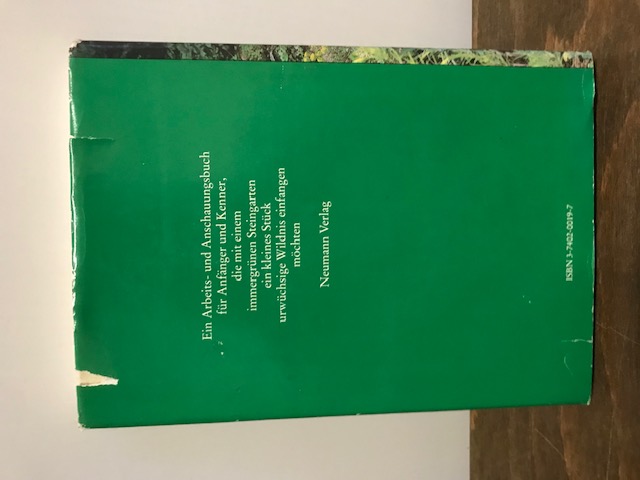 Ein Arbeits- und Anschauungsbuch
für Anfänger und Kenner,
die mit einem
immergrünen Steingarten
ein kleines Stück
urwüchsige Wildnis einfangen
möchten
Neumann Verlag
ISBN 3-7402-0019-7